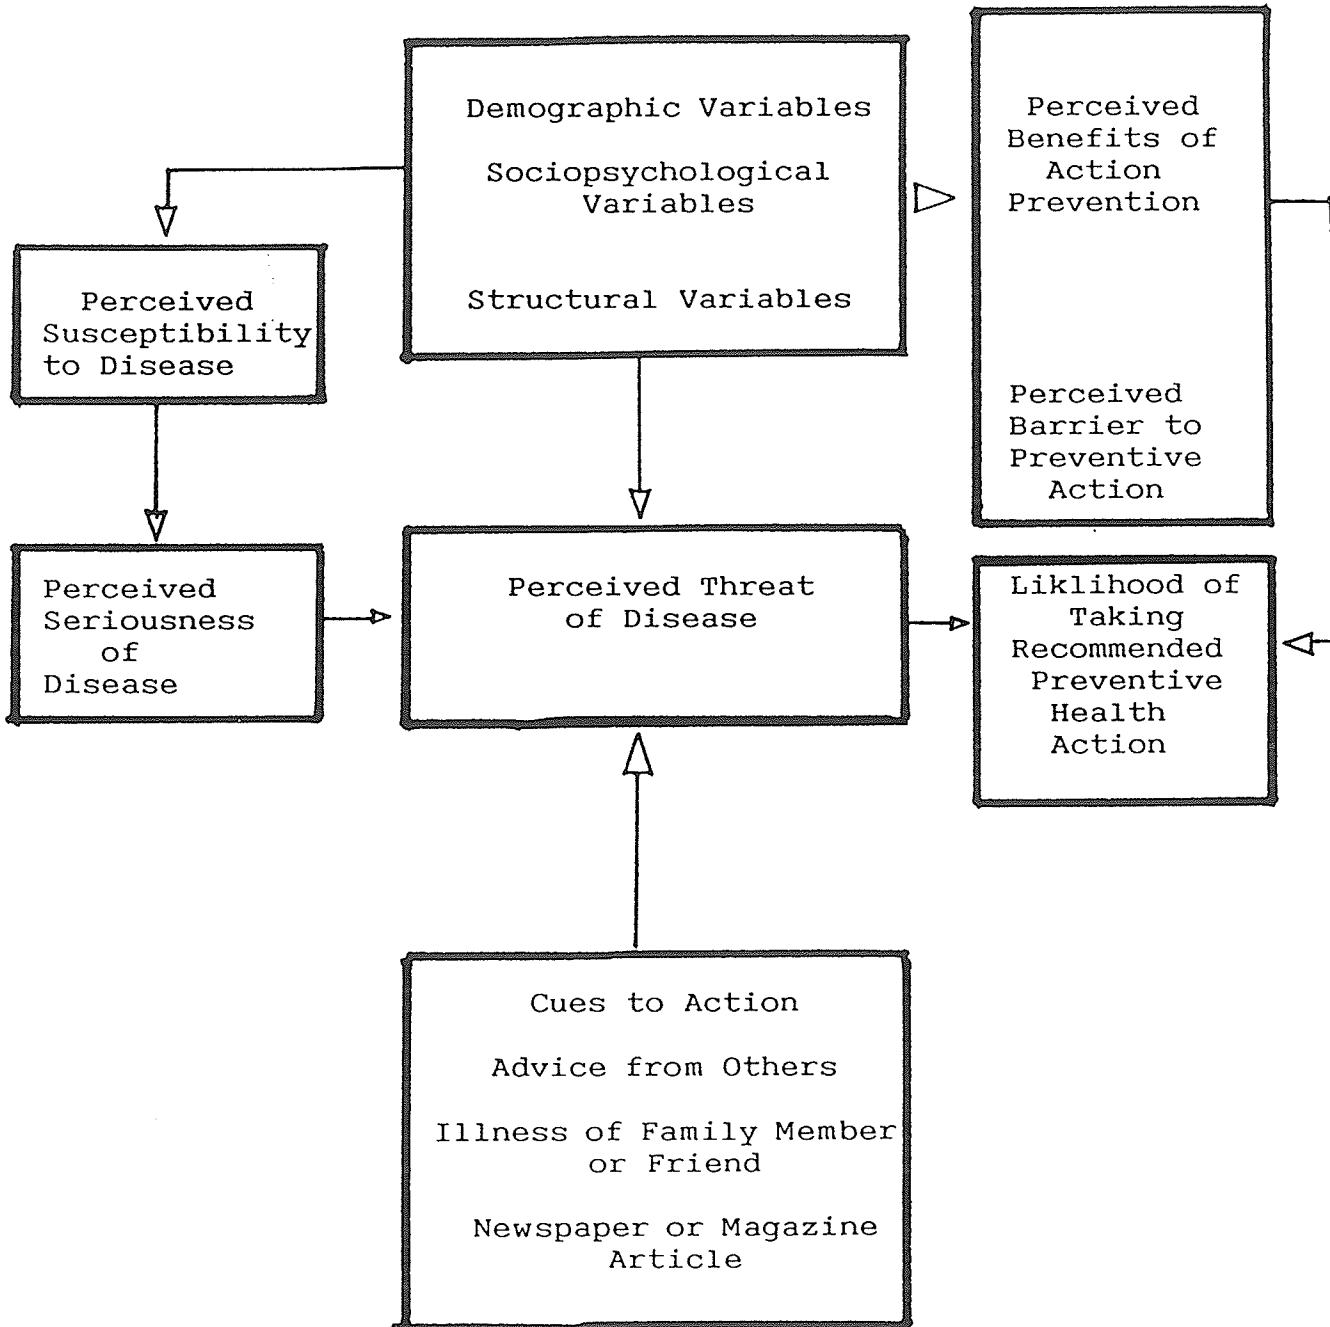 Demographic Variables
Sociopsychological
Variables
Structural Variables
Perceived
Benefits of
Action
Prevention
Perceived
Barrier to
Preventive
Action
Perceived
Susceptibility
to Disease
Perceived
Seriousness
of
Disease
Perceived Threat
of Disease
Liklihood of
Taking
Recommended
Preventive
Health
Action
Cues to Action
Advice from Others
Illness of Family Member
or Friend
Newspaper or Magazine
Article